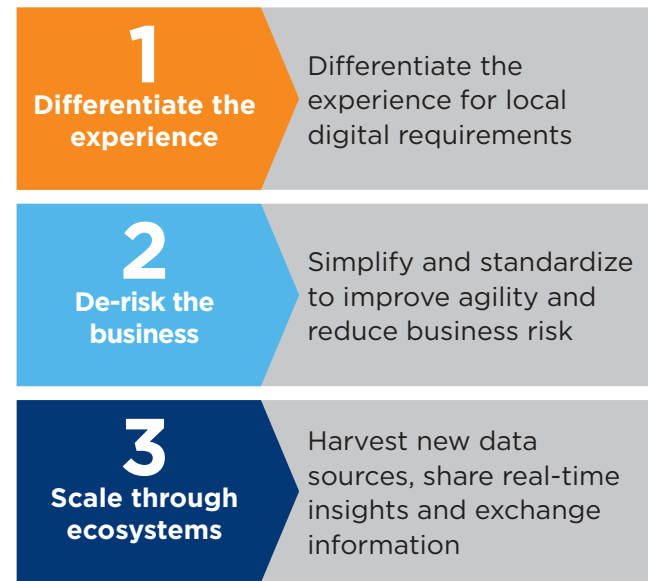 1
Differentiate the
experience
Differentiate the
experience for local
digital requirements
2
De-risk the
business
Simplify and standardize
to improve agility and
reduce business risk
3
Scale through
ecosystems
Harvest new data
sources, share real-time
insights and exchange
information